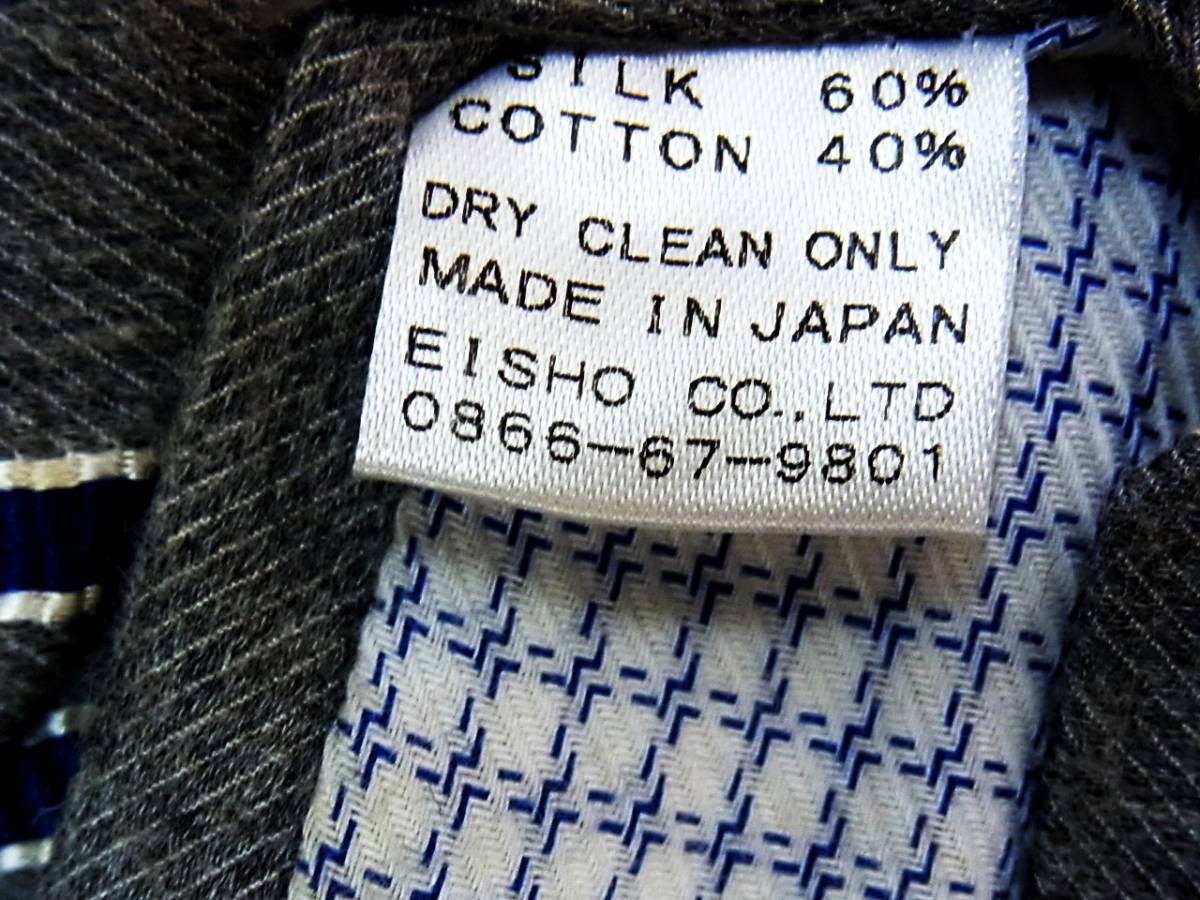 SILK 60%
COTTON 40%
DRY CLEAN ONLY
MADE IN JAPAN
EISHO CO.,LTD
0866-67-9801